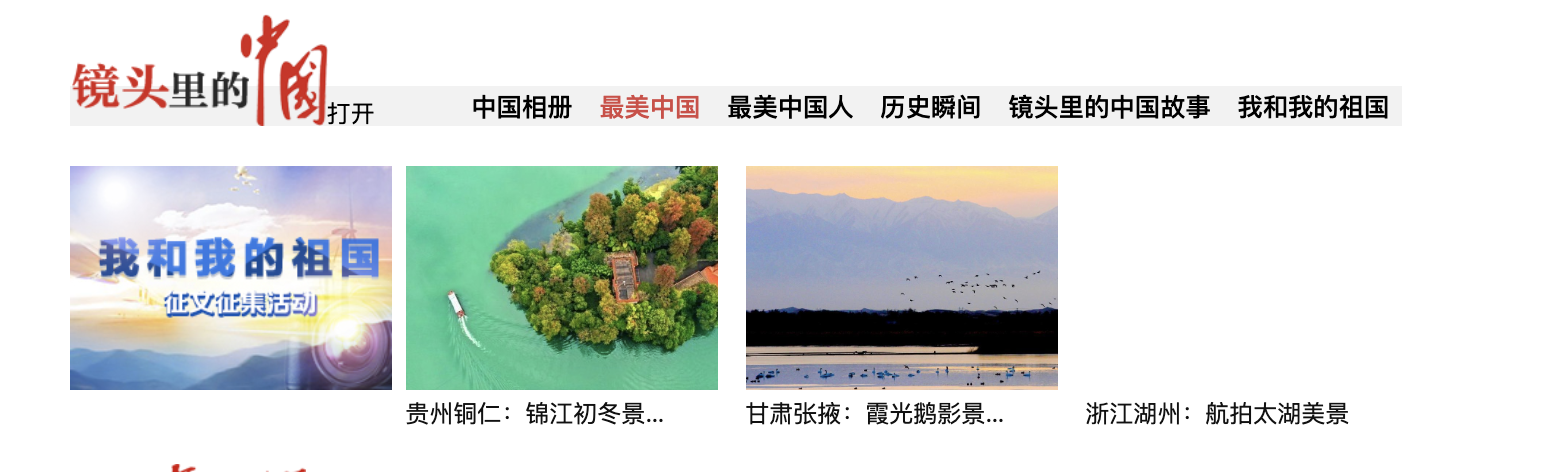 镜头里的中国
打开
中国相册 最美中国 最美中国人 历史瞬间 镜头里的中国故事 我和我的祖国
我和我的祖国
征文征集活动
贵州铜仁：锦江初冬景...
甘肃张掖：霞光鹅影景...
浙江湖州：航拍太湖美景